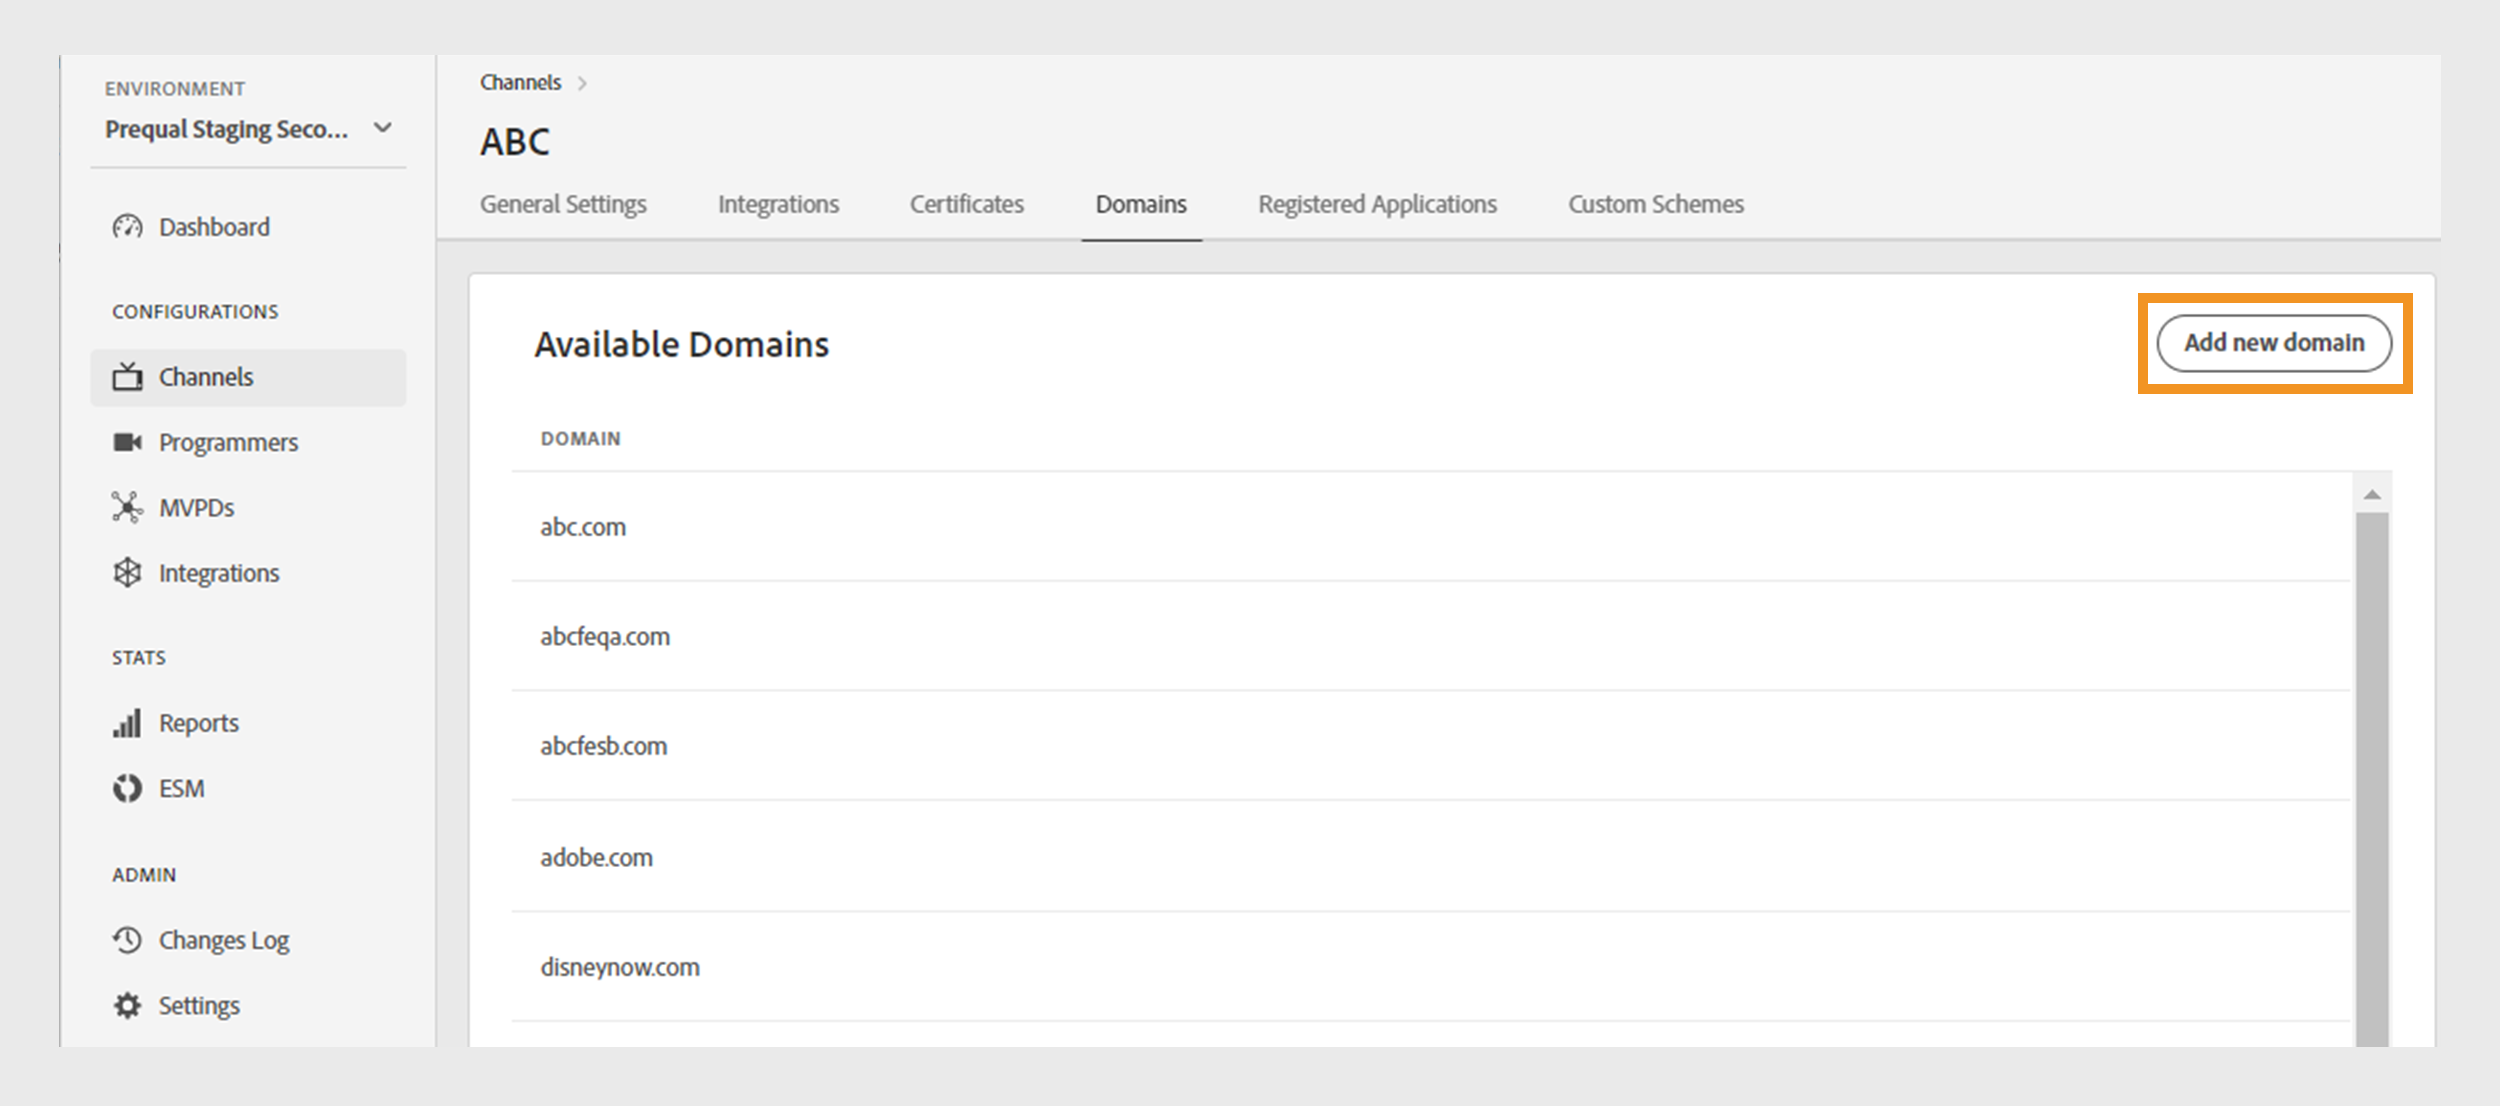 ENVIRONMENT
Prequal Staging Seco...
Dashboard
CONFIGURATIONS
Channels
Programmers
MVPDs
Integrations
STATS
Reports
ESM
ADMIN
Changes Log
Settings
Channels
ABC
General Settings Integrations Certificates Domains Registered Applications Custom Schemes
Available Domains
Add new domain
DOMAIN
abc.com
abcfeqa.com
abcfesb.com
adobe.com
disneynow.com